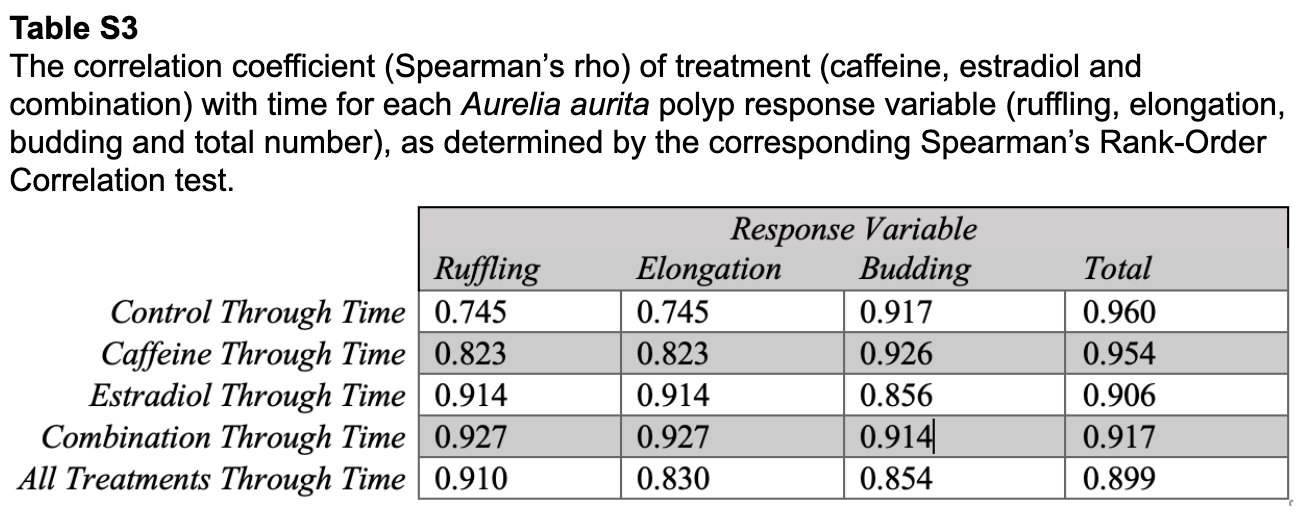 Table S3
The correlation coefficient (Spearman’s rho) of treatment (caffeine, estradiol and
combination) with time for each Aurelia aurita polyp response variable (ruffling, elongation,
budding and total number), as determined by the corresponding Spearman’s Rank-Order
Correlation test.
Response Variable
Ruffling Elongation Budding Total
Control Through Time 0.745 0.745 0.917 0.960
Caffeine Through Time 0.823 0.823 0.926 0.954
Estradiol Through Time 0.914 0.914 0.856 0.906
Combination Through Time 0.927 0.927 0.914 0.917
All Treatments Through Time 0.910 0.830 0.854 0.899